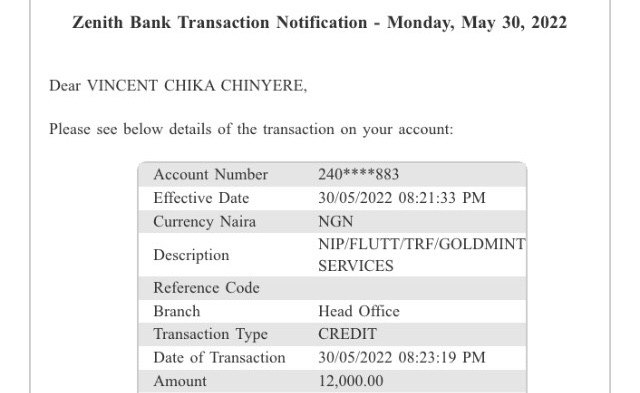 Zenith Bank Transaction Notification - Monday, May 30, 2022
Dear VINCENT CHIKA CHINYERE,
Please see below details of the transaction on your account:
Account Number 240****883
Effective Date 30/05/2022 08:21:33 PM
Currency Naira NGN
Description NIP/FLUTT/TRF/GOLDMINT
SERVICES
Reference Code
Branch Head Office
Transaction Type CREDIT
Date of Transaction 30/05/2022 08:23:19 PM
Amount 12,000.00